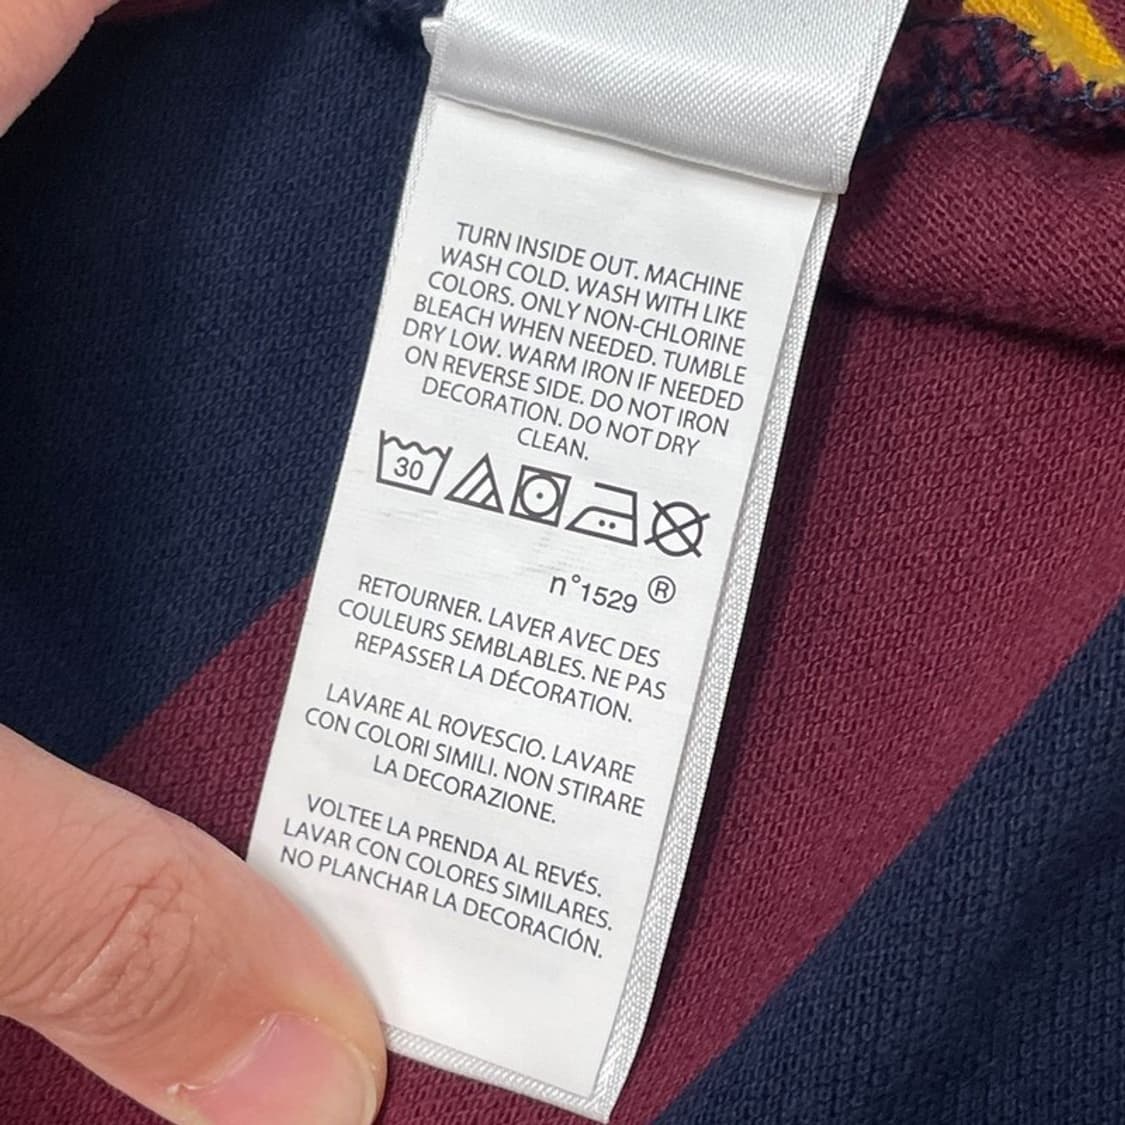 TURN INSIDE OUT. MACHINE
WASH COLD. WASH WITH LIKE
COLORS. ONLY NON-CHLORINE
BLEACH WHEN NEEDED. TUMBLE
DRY LOW. WARM IRON IF NEEDED
ON REVERSE SIDE. DO NOT IRON
DECORATION. DO NOT DRY
CLEAN.
30
n°1529 ®
RETOURNER. LAVER AVEC DES
COULEURS SEMBLABLES. NE PAS
REPASSER LA DÉCORATION.
LAVARE AL ROVESCIO. LAVARE
CON COLORI SIMILI. NON STIRARE
LA DECORAZIONE.
VOLTEE LA PRENDA AL REVÉS.
LAVAR CON COLORES SIMILARES.
NO PLANCHAR LA DECORACIÓN.